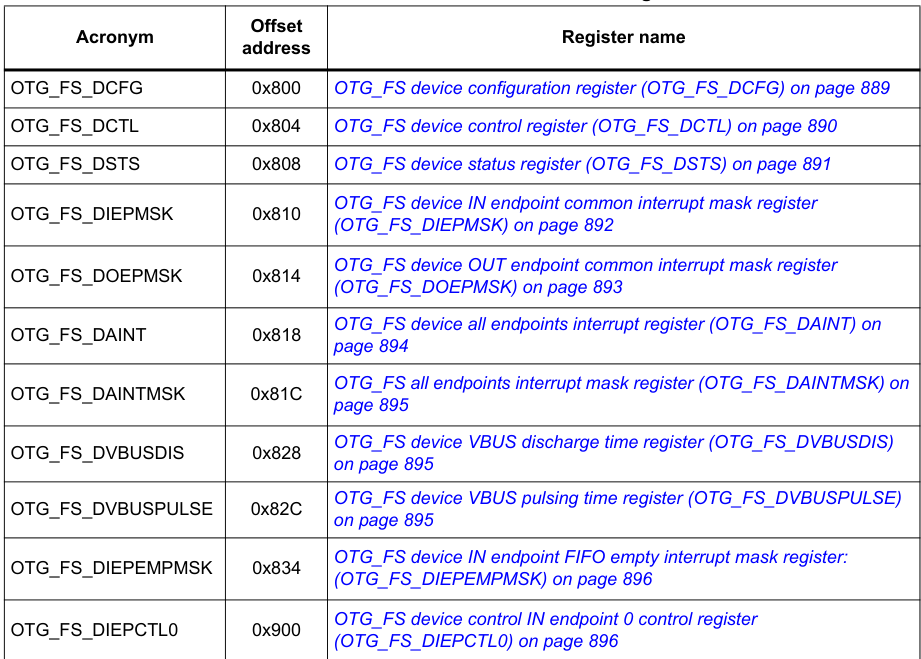 Acronym
Offset
address
Register name
OTG_FS_DCFG 0x800 OTG_FS device configuration register (OTG_FS_DCFG) on page 889
OTG_FS_DCTL 0x804 OTG_FS device control register (OTG_FS_DCTL) on page 890
OTG_FS_DSTS 0x808 OTG_FS device status register (OTG_FS_DSTS) on page 891
OTG_FS_DIEPMSK 0x810 OTG_FS device IN endpoint common interrupt mask register
(OTG_FS_DIEPMSK) on page 892
OTG_FS_DOEPMSK 0x814 OTG_FS device OUT endpoint common interrupt mask register
(OTG_FS_DOEPMSK) on page 893
OTG_FS_DAINT 0x818 OTG_FS device all endpoints interrupt register (OTG_FS_DAINT) on
page 894
OTG_FS_DAINTMSK 0x81C OTG_FS all endpoints interrupt mask register (OTG_FS_DAINTMSK) on
page 895
OTG_FS_DVBUSDIS 0x828 OTG_FS device VBUS discharge time register (OTG_FS_DVBUSDIS)
on page 895
OTG_FS_DVBUSPULSE 0x82C OTG_FS device VBUS pulsing time register (OTG_FS_DVBUSPULSE)
on page 895
OTG_FS_DIEPEMPMSK 0x834 OTG_FS device IN endpoint FIFO empty interrupt mask register:
(OTG_FS_DIEPEMPMSK) on page 896
OTG_FS_DIEPCTL0 0x900 OTG_FS device control IN endpoint 0 control register
(OTG_FS_DIEPCTL0) on page 896